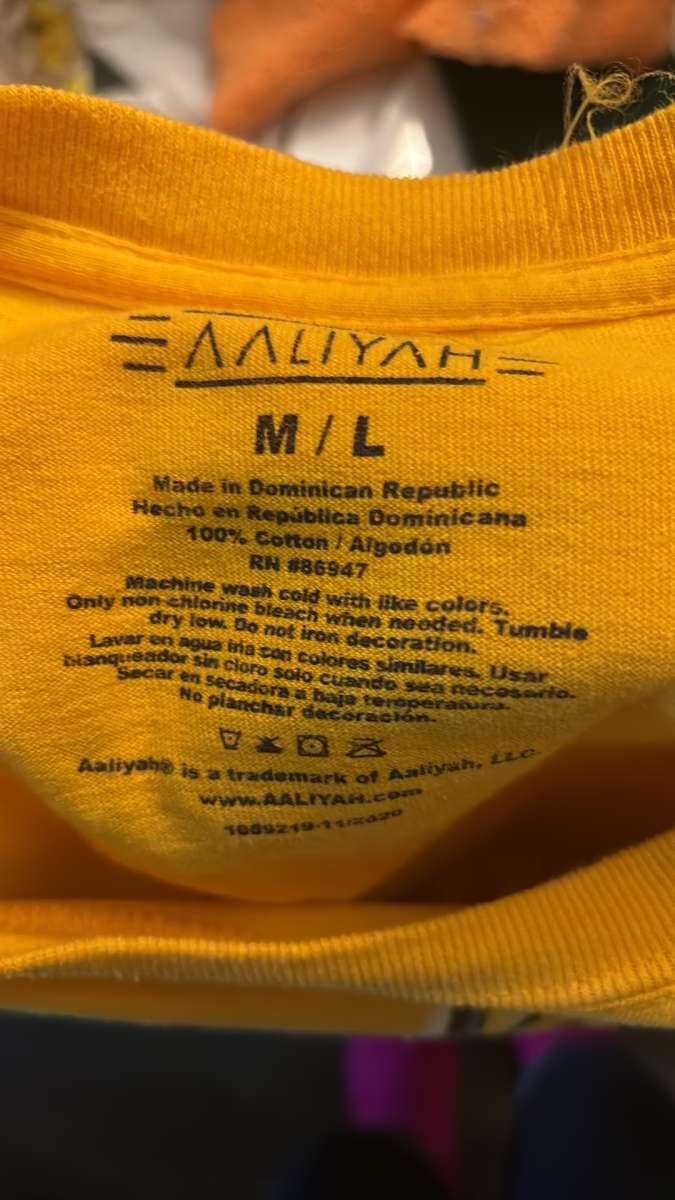 AALIYAH
M / L
Made in Dominican Republic
Hecho en República Dominicana
100% Cotton / Algodón
RN #86947
Machine wash cold with like colors.
Only non chlorine bleach when needed. Tumble
dry low. Do not iron decoration.
Lavar en agua fria con colores similares. Usar
blanqueador sin cloro solo cuando sea necesario.
Secar en secadora a baja temperatura.
No planchar decoración.
Aaliyah® is a trademark of Aaliyah, LLC.
www.AALIYAH.com
1689219-11/2020